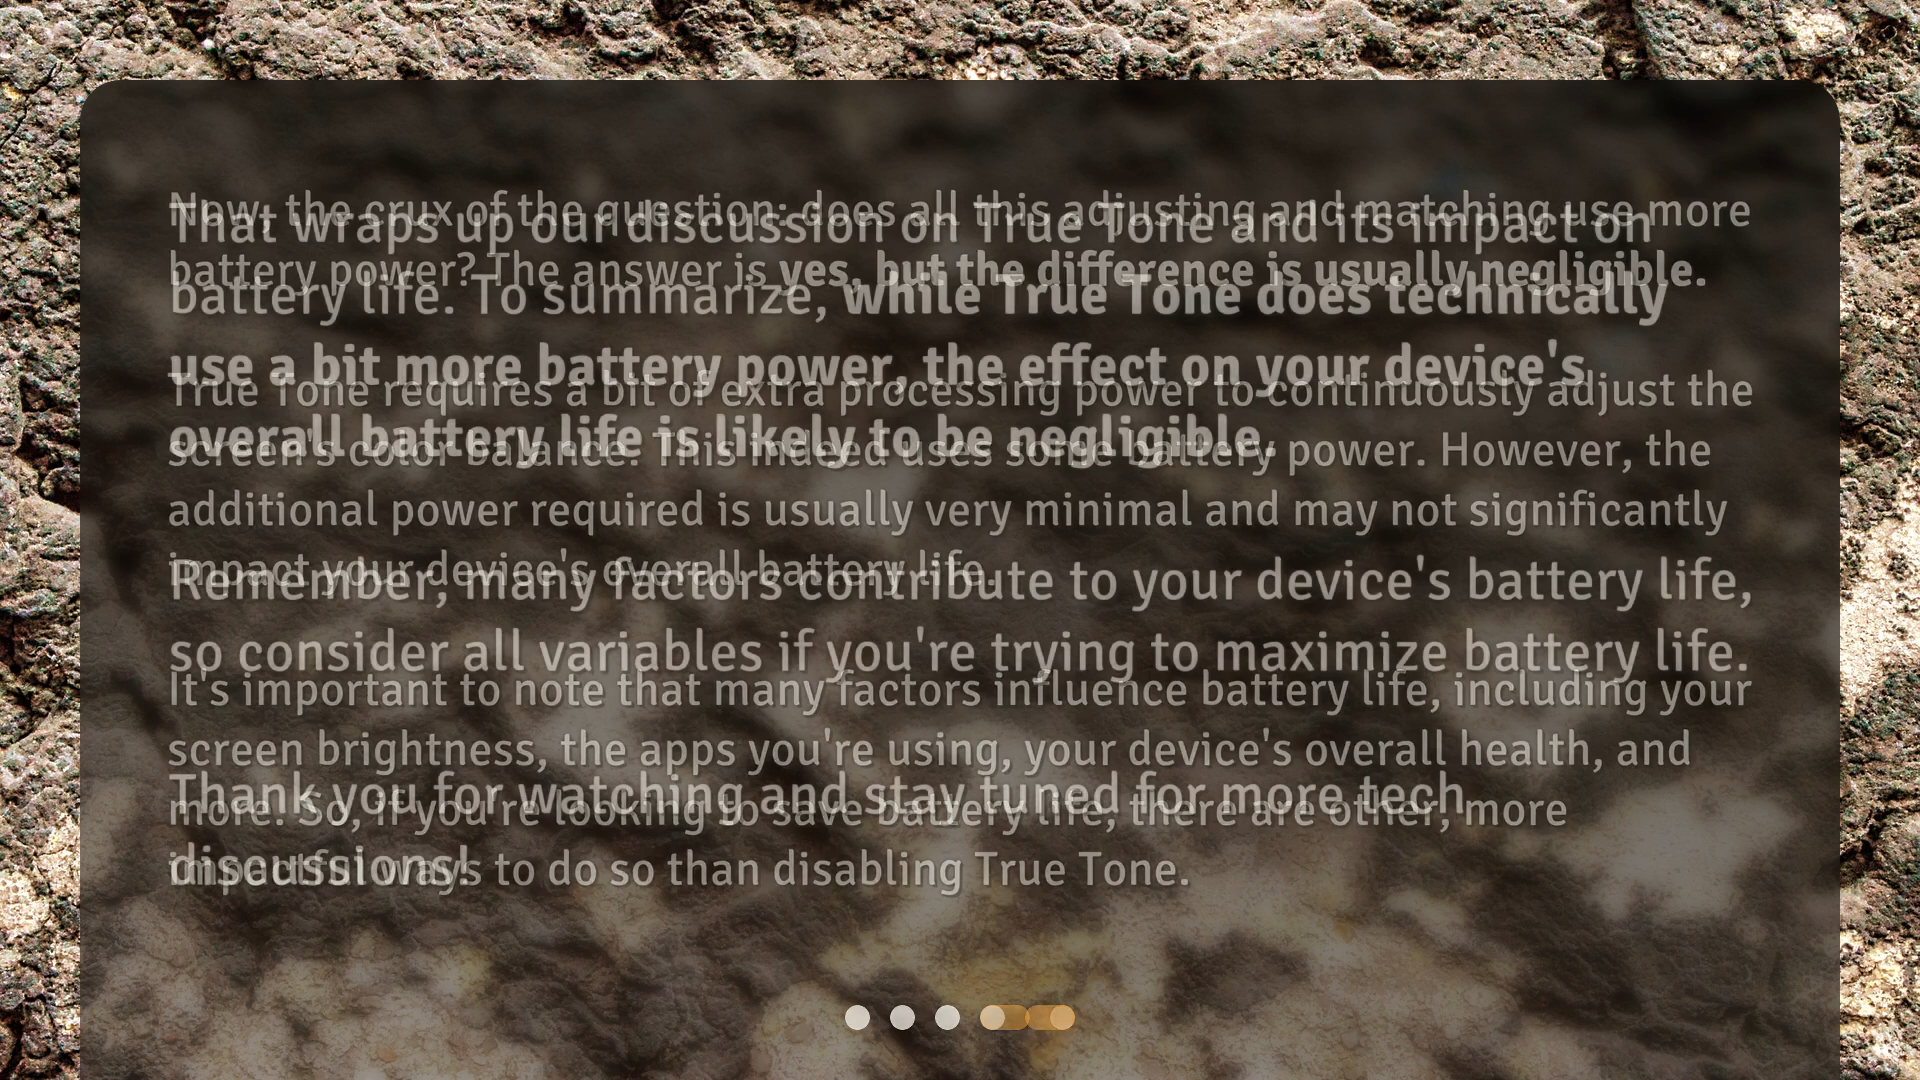 Now, the crux of the question: does all this adjusting and matching use more
battery power? The answer is yes, but the difference is usually negligible.
True Tone requires a bit of extra processing power to continuously adjust the
screen's color balance. This indeed uses some battery power. However, the
additional power required is usually very minimal and may not significantly
impact your device's overall battery life.
It's important to note that many factors influence battery life, including your
screen brightness, the apps you're using, your device's overall health, and
more. So, if you're looking to save battery life, there are other, more
impactful ways to do so than disabling True Tone.
That wraps up our discussion on True Tone and its impact on
battery life. To summarize, while True Tone does technically
use a bit more battery power, the effect on your device's
overall battery life is likely to be negligible.
Remember, many factors contribute to your device's battery life,
so consider all variables if you're trying to maximize battery life.
Thank you for watching and stay tuned for more tech
discussions!